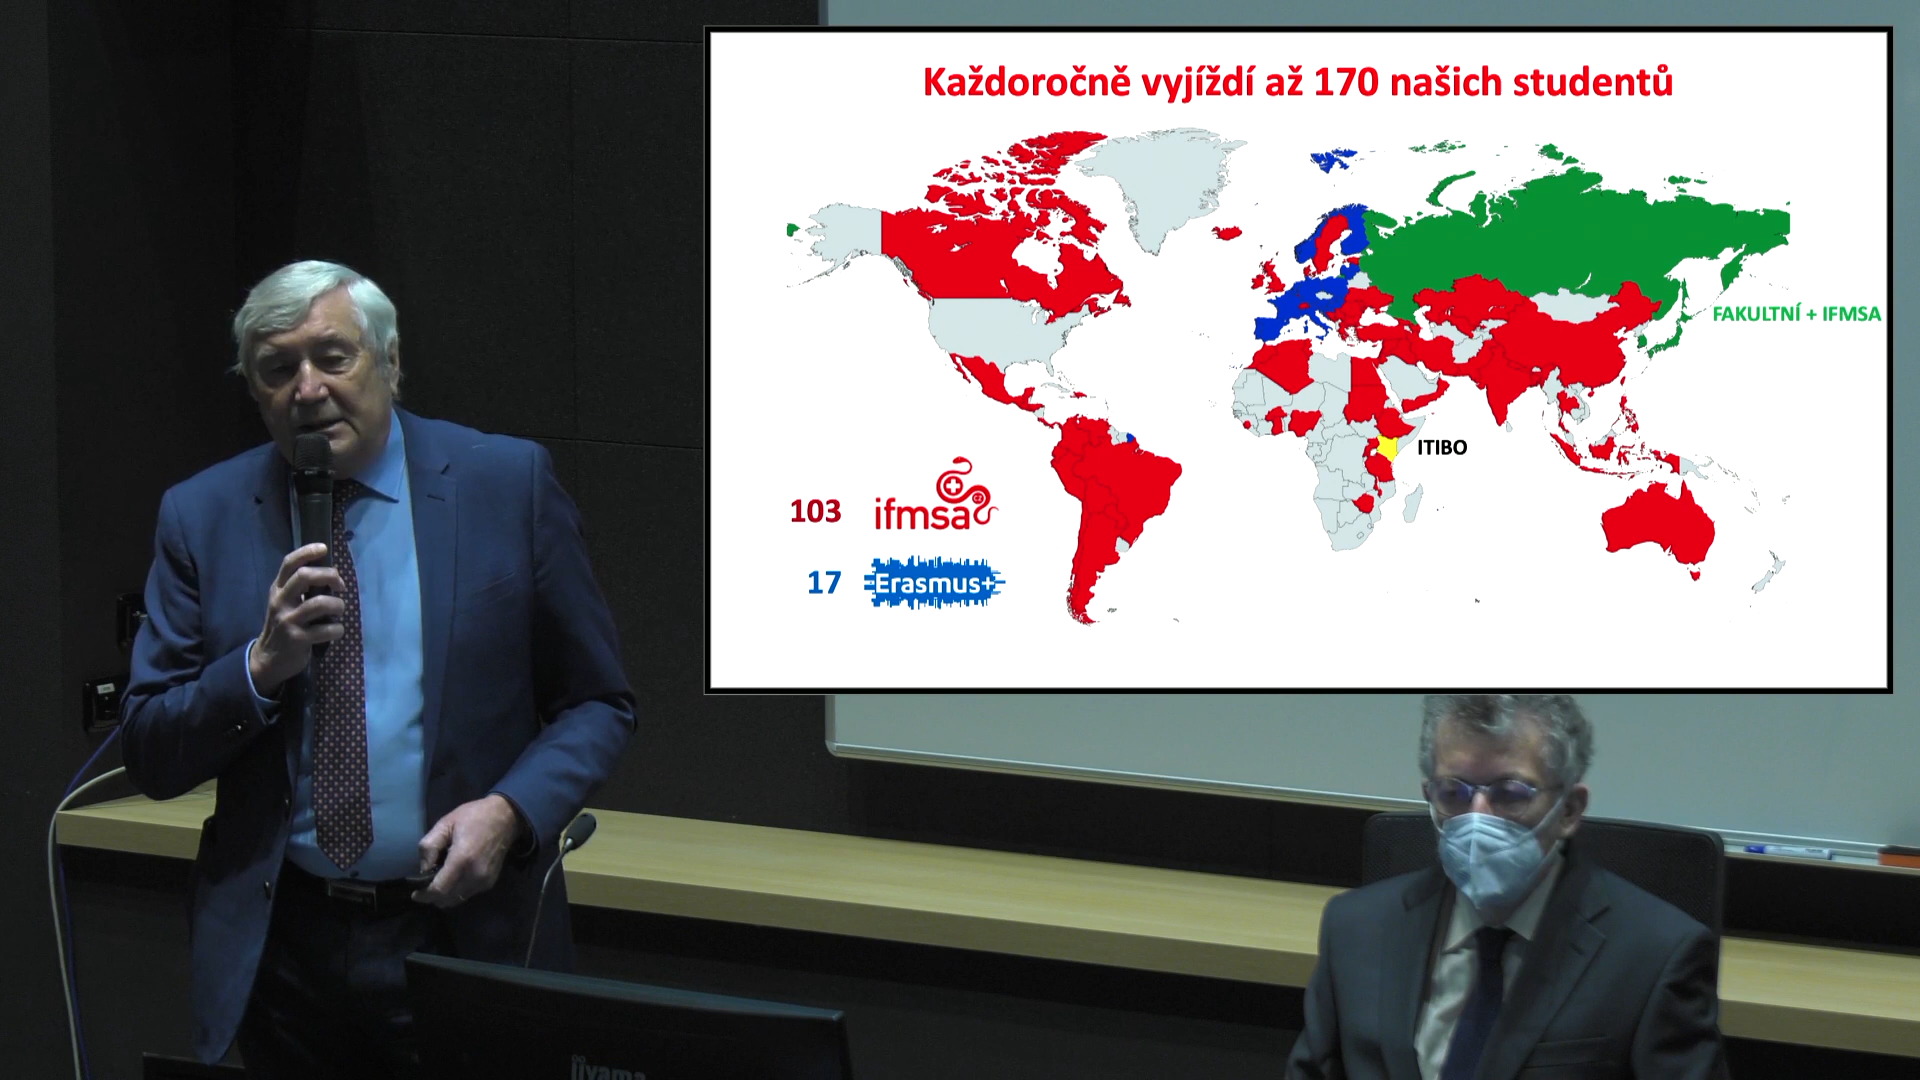 Každoročně vyjíždí až 170 našich studentů
FAKULTNÍ + IFMSA
ITIBO
103 ifmsa
17 Erasmus+
iiyama